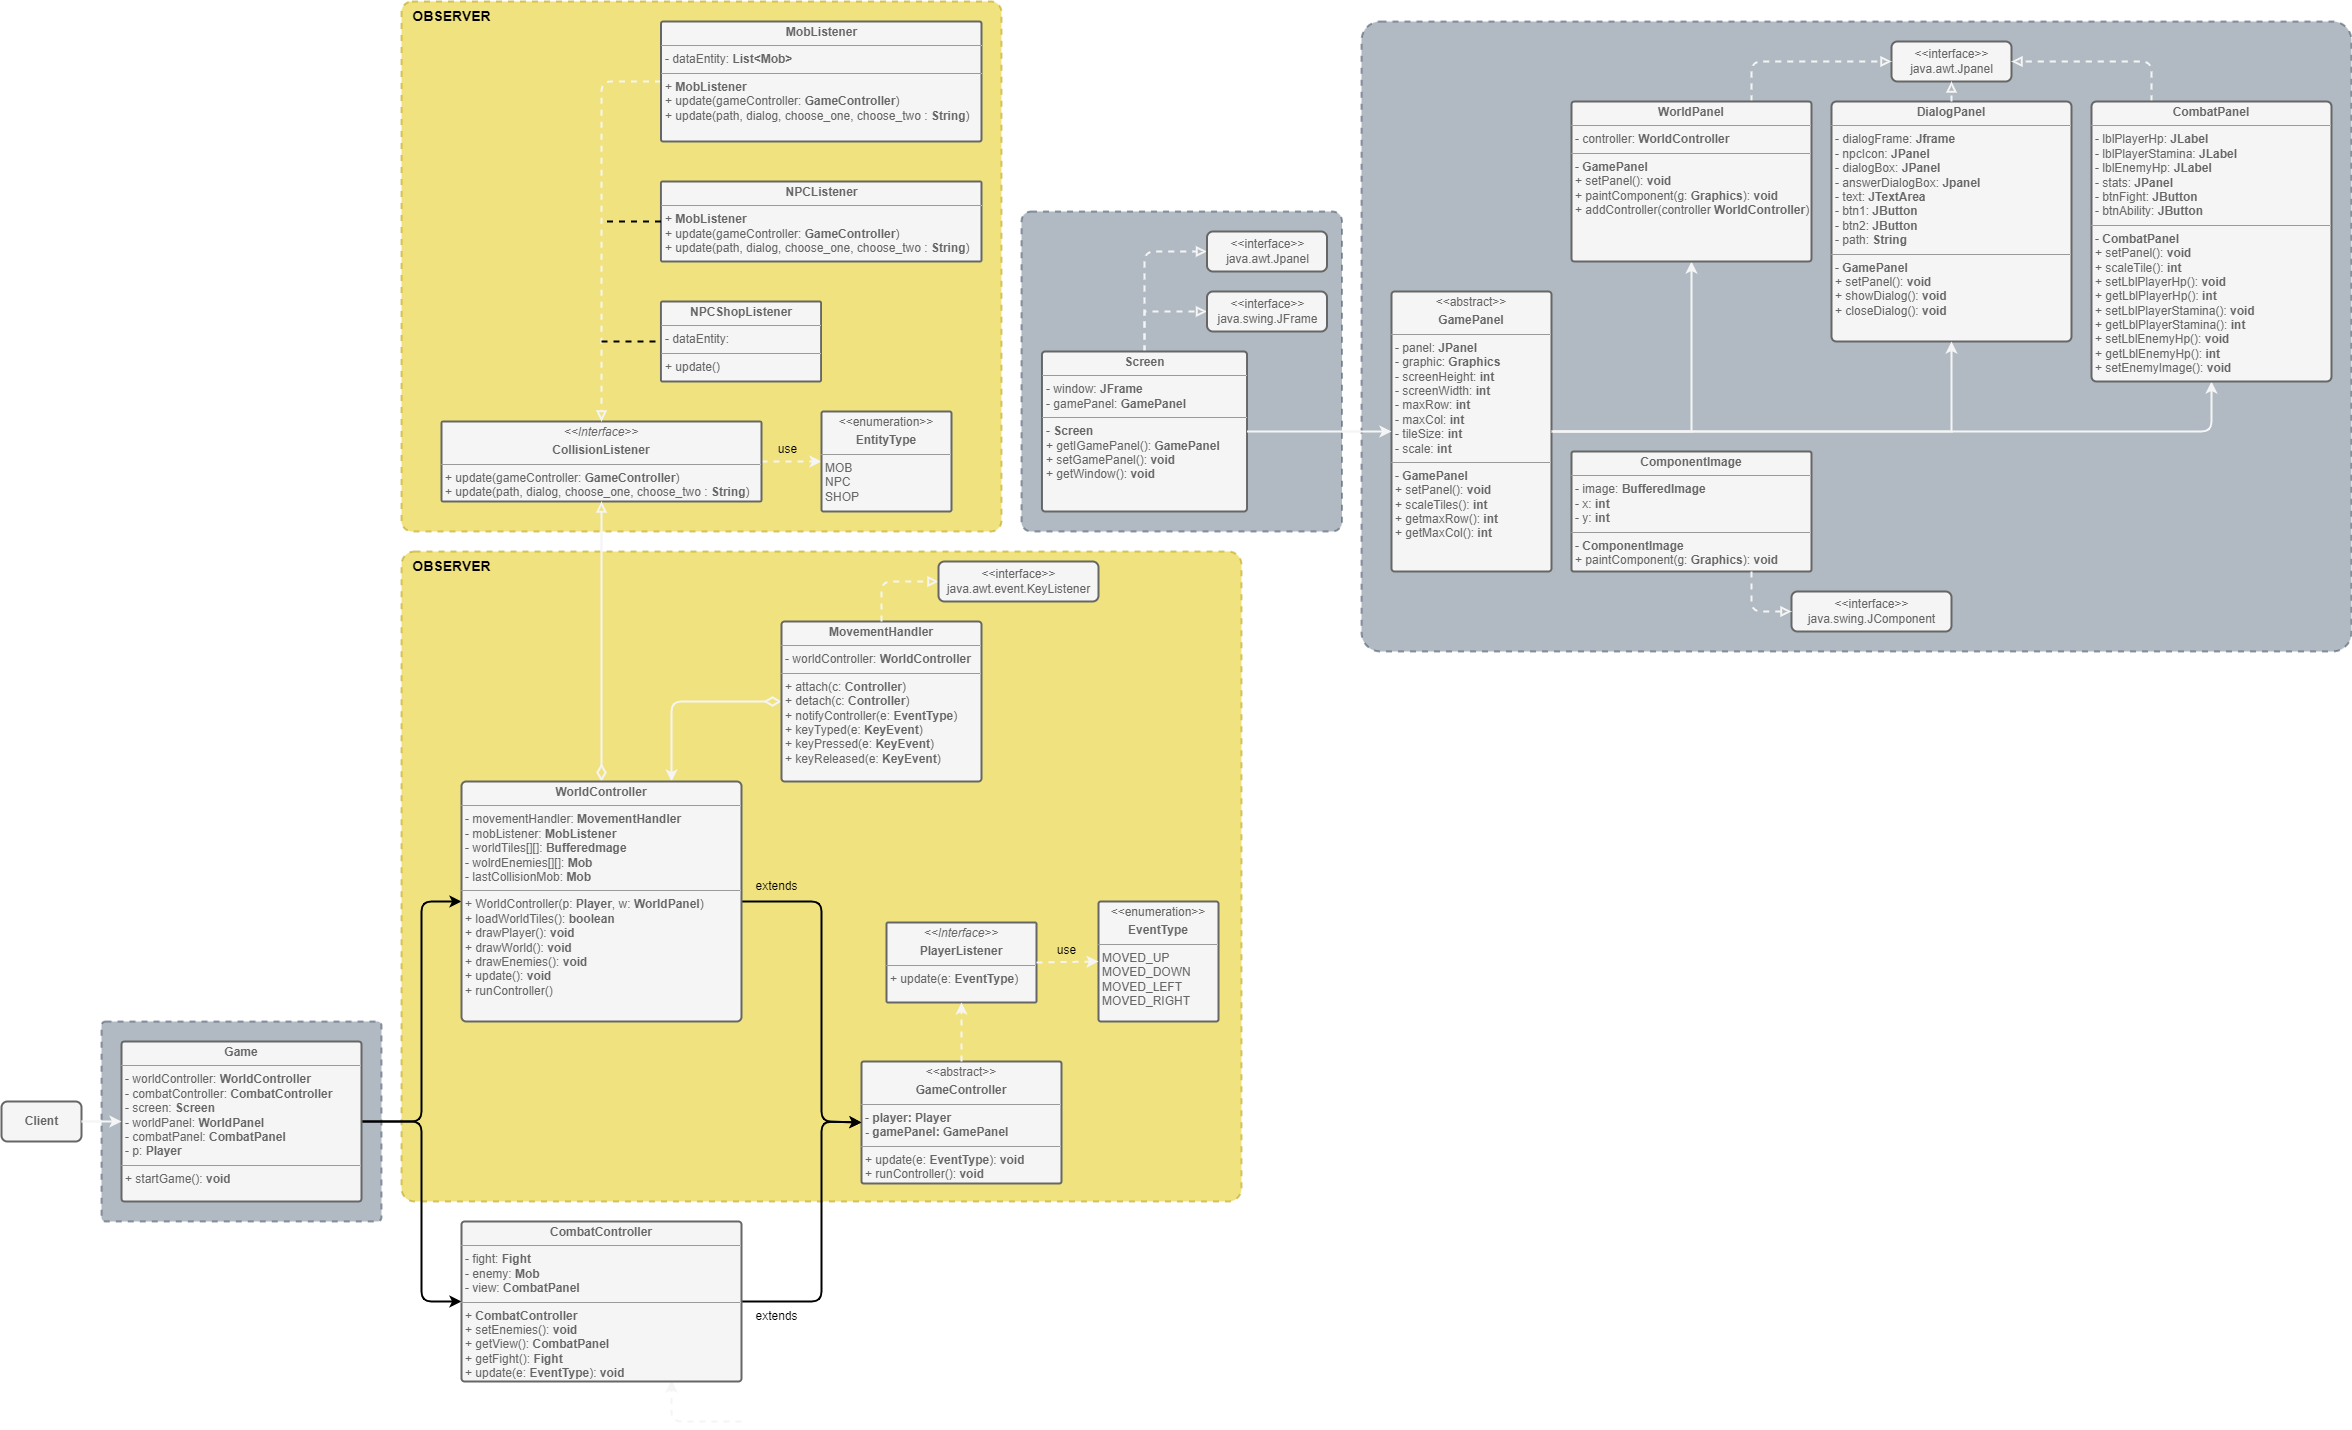 OBSERVER
MobListener
- dataEntity: List<Mob>
+ MobListener
+ update(gameController: GameController)
+ update(path, dialog, choose_one, choose_two : String)
NPCListener
+ MobListener
+ update(gameController: GameController)
+ update(path, dialog, choose_one, choose_two : String)
NPCShopListener
- dataEntity:
+ update()
<<Interface>>
CollisionListener
+ update(gameController: GameController)
+ update(path, dialog, choose_one, choose_two : String)
use
<<enumeration>>
EntityType
MOB
NPC
SHOP
<<interface>>
java.awt.Jpanel
<<interface>>
java.swing.JFrame
Screen
- window: JFrame
- gamePanel: GamePanel
- Screen
+ getIGamePanel(): GamePanel
+ setGamePanel(): void
+ getWindow(): void
<<interface>>
java.awt.Jpanel
WorldPanel
- controller: WorldController
- GamePanel
+ setPanel(): void
+ paintComponent(g: Graphics): void
+ addController(controller WorldController)
DialogPanel
- dialogFrame: Jframe
- npcIcon: JPanel
- dialogBox: JPanel
- answerDialogBox: Jpanel
- text: JTextArea
- btn1: JButton
- btn2: JButton
- path: String
- GamePanel
+ setPanel(): void
+ showDialog(): void
+ closeDialog(): void
CombatPanel
- lblPlayerHp: JLabel
- lblPlayerStamina: JLabel
- lblEnemyHp: JLabel
- stats: JPanel
- btnFight: JButton
- btnAbility: JButton
- CombatPanel
+ setPanel(): void
+ scaleTile(): int
+ setLblPlayerHp(): void
+ getLblPlayerHp(): int
+ setLblPlayerStamina(): void
+ getLblPlayerStamina(): int
+ setLblEnemyHp(): void
+ getLblEnemyHp(): int
+ setEnemyImage(): void
<<abstract>>
GamePanel
- panel: JPanel
- graphic: Graphics
- screenHeight: int
- screenWidth: int
- maxRow: int
- maxCol: int
- tileSize: int
- scale: int
- GamePanel
+ setPanel(): void
+ scaleTiles(): int
+ getmaxRow(): int
+ getMaxCol(): int
ComponentImage
- image: BufferedImage
- x: int
- y: int
- ComponentImage
+ paintComponent(g: Graphics): void
<<interface>>
java.swing.JComponent
OBSERVER
<<interface>>
java.awt.event.KeyListener
MovementHandler
- worldController: WorldController
+ attach(c: Controller)
+ detach(c: Controller)
+ notifyController(e: EventType)
+ keyTyped(e: KeyEvent)
+ keyPressed(e: KeyEvent)
+ keyReleased(e: KeyEvent)
WorldController
- movementHandler: MovementHandler
- mobListener: MobListener
- worldTiles[][]: Bufferedmage
- wolrdEnemies[][]: Mob
- lastCollisionMob: Mob
+ WorldController(p: Player, w: WorldPanel)
+ loadWorldTiles(): boolean
+ drawPlayer(): void
+ drawWorld(): void
+ drawEnemies(): void
+ update(): void
+ runController()
extends
<<Interface>>
PlayerListener
+ update(e: EventType)
use
<<enumeration>>
EventType
MOVED_UP
MOVED_DOWN
MOVED_LEFT
MOVED_RIGHT
<<abstract>>
GameController
- player: Player
- gamePanel: GamePanel
+ update(e: EventType): void
+ runController(): void
Client
Game
- worldController: WorldController
- combatController: CombatController
- screen: Screen
- worldPanel: WorldPanel
- combatPanel: CombatPanel
- p: Player
+ startGame(): void
CombatController
- fight: Fight
- enemy: Mob
- view: CombatPanel
+ CombatController
+ setEnemies(): void
+ getView(): CombatPanel
+ getFight(): Fight
+ update(e: EventType): void
extends